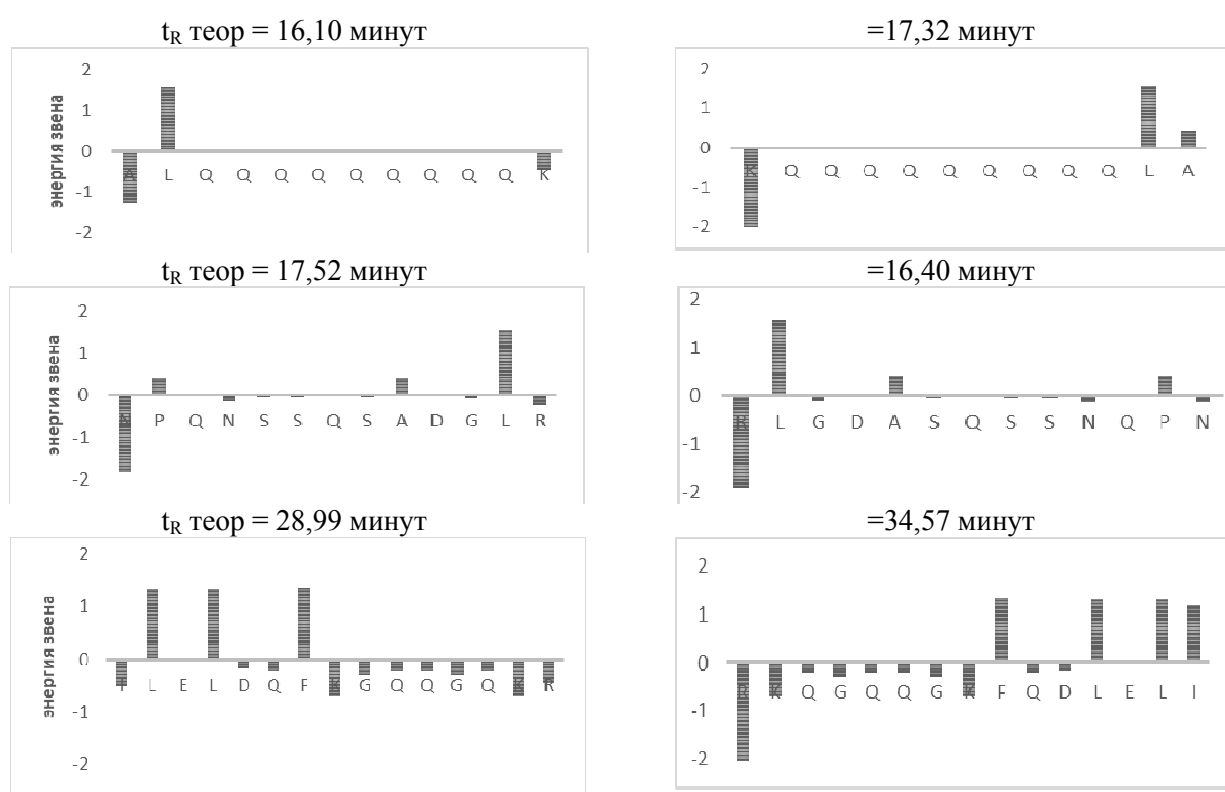 t_R теор = 16,10 минут
=17,32 минут
2
1
0
-1
-2
энергия звена
A L Q Q Q Q Q Q Q Q Q K
2
1
0
-1
-2
K Q Q Q Q Q Q Q Q Q L A
t_R теор = 17,52 минут
=16,40 минут
2
1
0
-1
-2
энергия звена
N P Q N S S Q S A D G L R
2
1
0
-1
-2
R L G D A S Q S S N Q P N
t_R теор = 28,99 минут
=34,57 минут
2
1
0
-1
-2
энергия звена
I L E L D Q F K G Q Q G Q K R
2
1
0
-1
-2
R K Q G Q Q G K F Q D L E L I